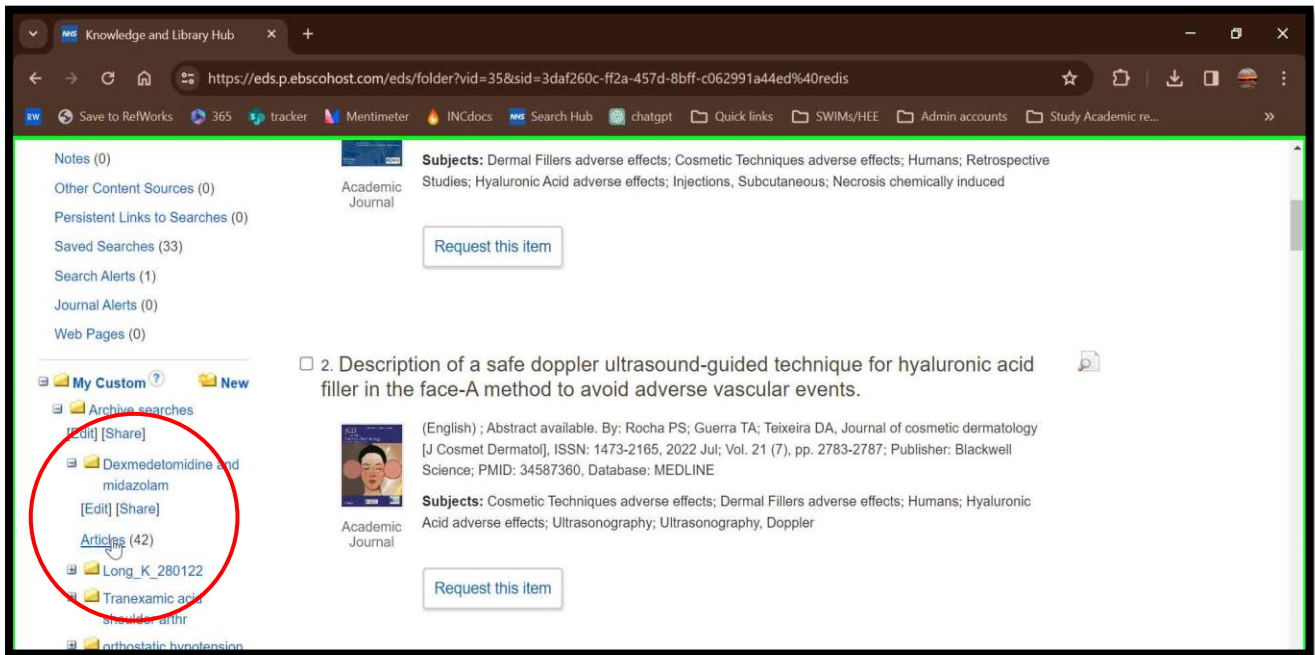 NHS Knowledge and Library Hub
https://eds.p.ebscohost.com/eds/folder?vid=35&sid=3daf260c-ff2a-457d-8bff-c062991a44ed%40redis
RW Save to RefWorks 365 tracker Mentimeter INCdocs NHS Search Hub chatgpt Quick links SWIMs/HEE Admin accounts Study Academic re... »
Notes (0)
Other Content Sources (0)
Persistent Links to Searches (0)
Saved Searches (33)
Search Alerts (1)
Journal Alerts (0)
Web Pages (0)
My Custom ? New
Archive searches
[Edit] [Share]
Dexmedetomidine and
midazolam
[Edit] [Share]
Articles (42)
Long_K_280122
Tranexamic acid
shoulder arthr
orthostatic hypotension
Academic
Journal
Subjects: Dermal Fillers adverse effects; Cosmetic Techniques adverse effects; Humans; Retrospective
Studies; Hyaluronic Acid adverse effects; Injections, Subcutaneous; Necrosis chemically induced
Request this item
2. Description of a safe doppler ultrasound-guided technique for hyaluronic acid
filler in the face-A method to avoid adverse vascular events.
(English) ; Abstract available. By: Rocha PS; Guerra TA; Teixeira DA, Journal of cosmetic dermatology
[J Cosmet Dermatol], ISSN: 1473-2165, 2022 Jul; Vol. 21 (7), pp. 2783-2787; Publisher: Blackwell
Science; PMID: 34587360, Database: MEDLINE
Subjects: Cosmetic Techniques adverse effects; Dermal Fillers adverse effects; Humans; Hyaluronic
Acid adverse effects; Ultrasonography; Ultrasonography, Doppler
Academic
Journal
Request this item